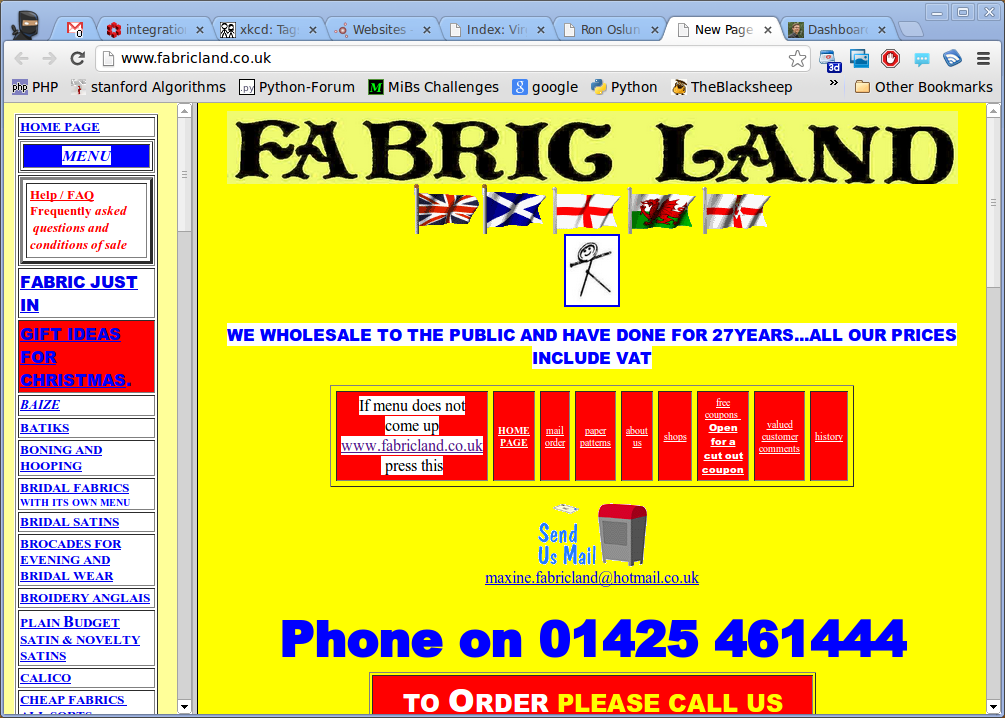 0
integration
xkcd: Tag
Websites -
Index: Vir
Ron Oslun
New Page
Dashboar
www.fabricland.co.uk
3d
php PHP
stanford Algorithms
.py Python-Forum
M MiBs Challenges
g google
Python
TheBlacksheep
»
Other Bookmarks
HOME PAGE
MENU
Help / FAQ
Frequently asked
questions and
conditions of sale
FABRIC JUST
IN
GIFT IDEAS
FOR
CHRISTMAS.
BAIZE
BATIKS
BONING AND
HOOPING
BRIDAL FABRICS
WITH ITS OWN MENU
BRIDAL SATINS
BROCADES FOR
EVENING AND
BRIDAL WEAR
BROIDERY ANGLAIS
PLAIN BUDGET
SATIN & NOVELTY
SATINS
CALICO
CHEAP FABRICS
ALL SORTS
FABRIC LAND
WE WHOLESALE TO THE PUBLIC AND HAVE DONE FOR 27YEARS...ALL OUR PRICES
INCLUDE VAT
If menu does not
come up
www.fabricland.co.uk
press this
HOME
PAGE
mail
order
paper
patterns
about
us
shops
free
coupons
Open
for a
cut out
coupon
valued
customer
comments
history
Send
Us Mail
maxine.fabricland@hotmail.co.uk
Phone on 01425 461444
TO ORDER PLEASE CALL US